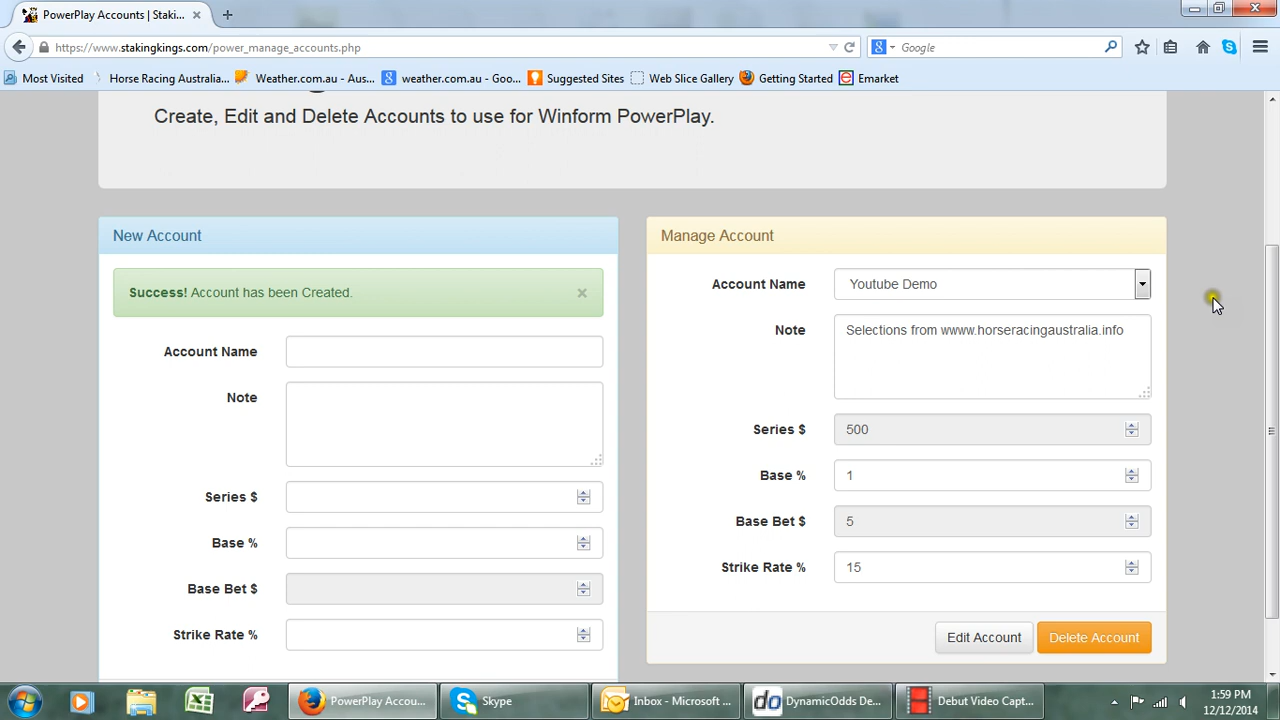 PowerPlay Accounts | Staki...
https://www.stakingkings.com/power_manage_accounts.php
Google
Most Visited
Horse Racing Australia...
Weather.com.au - Aus...
weather.com.au - Goo...
Suggested Sites
Web Slice Gallery
Getting Started
Emarket
Create, Edit and Delete Accounts to use for Winform PowerPlay.
New Account
Success! Account has been Created.
Account Name
Note
Series $
Base %
Base Bet $
Strike Rate %
Manage Account
Account Name
Youtube Demo
Note
Selections from wwww.horseracingaustralia.info
Series $
500
Base %
1
Base Bet $
5
Strike Rate %
15
Edit Account
Delete Account
PowerPlay Accou...
Skype
Inbox - Microsoft ...
DynamicOdds De...
Debut Video Capt...
1:59 PM
12/12/2014